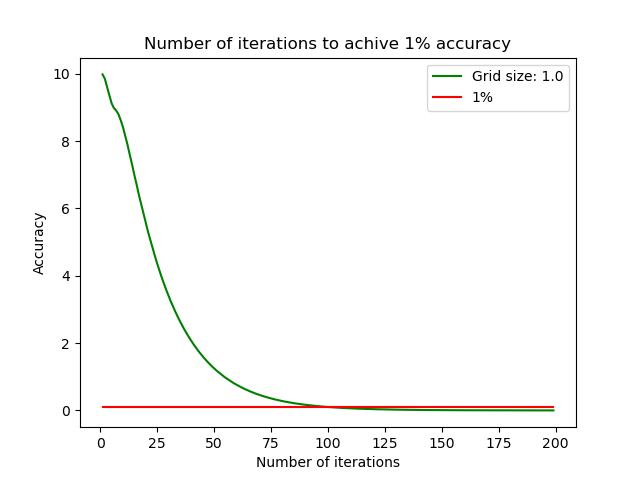 Number of iterations to achive 1% accuracy
Grid size: 1.0
1%
Accuracy
10
8
6
4
2
0
0 25 50 75 100 125 150 175 200
Number of iterations